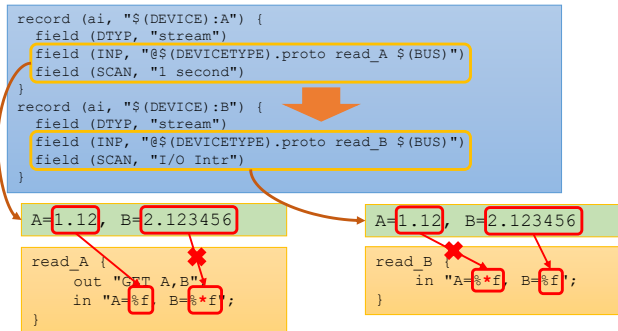 record (ai, "$(DEVICE):A") {
field (DTYP, "stream")
field (INP, "@$(DEVICETYPE).proto read_A $(BUS)")
field (SCAN, "1 second")
}
record (ai, "$(DEVICE):B") {
field (DTYP, "stream")
field (INP, "@$(DEVICETYPE).proto read_B $(BUS)")
field (SCAN, "I/O Intr")
}
A=1.12, B=2.123456
read_A {
out "GET A,B"
in "A=%f, B=%*f";
}
A=1.12, B=2.123456
read_B {
in "A=%*f, B=%f";
}